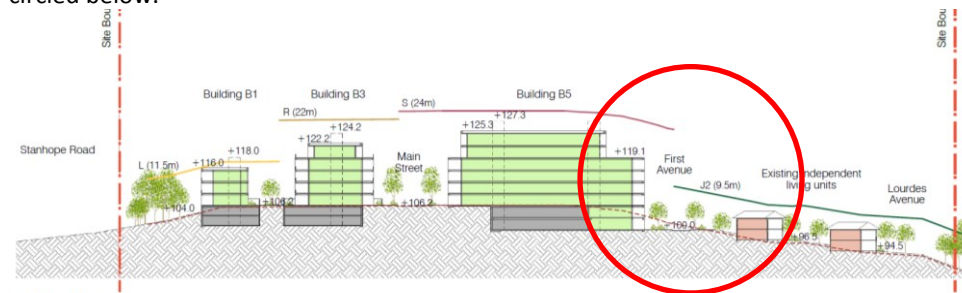 circled below.
Site Bou
Site Bou
Building B1
Building B3
Building B5
R (22m)
S (24m)
+127.3
+125.3
+124.2
+122.2
Stanhope Road
L (11.5m)
+118.0
+116.0
Main
Street
+119.1
First
Avenue
J2 (9.5m)
Existing Independent
living units
Lourdes
Avenue
+104.0
+106.2
+106.2
+100.0
+96.5
+94.5